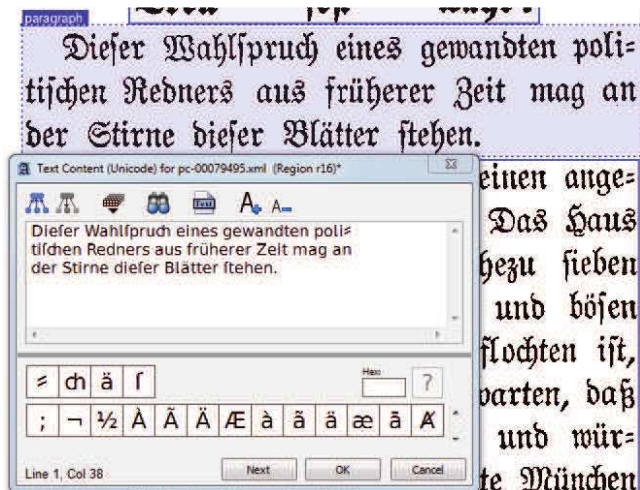 paragraph
Dieſer Wahlſpruch eines gewandten poli⸗
tiſchen Redners aus früherer Zeit mag an
der Stirne dieſer Blätter ſtehen.
Text Content (Unicode) for pc-00079495.xml (Region r16)*
Text
A+ A-
Dieſer Wahlſpruch eines gewandten poli⸗
tiſchen Redners aus früherer Zeit mag an
der Stirne dieſer Blätter ſtehen.
⸗ ch ä ſ
Hex:
?
; ¬ ½ À Ã Ä Æ à ã ä æ ā Ⱥ
Line 1, Col 38
Next OK Cancel
einen ange⸗
Das Haus
hezu ſieben
und böſen
flochten iſt,
warten, daß
und wür⸗
te München